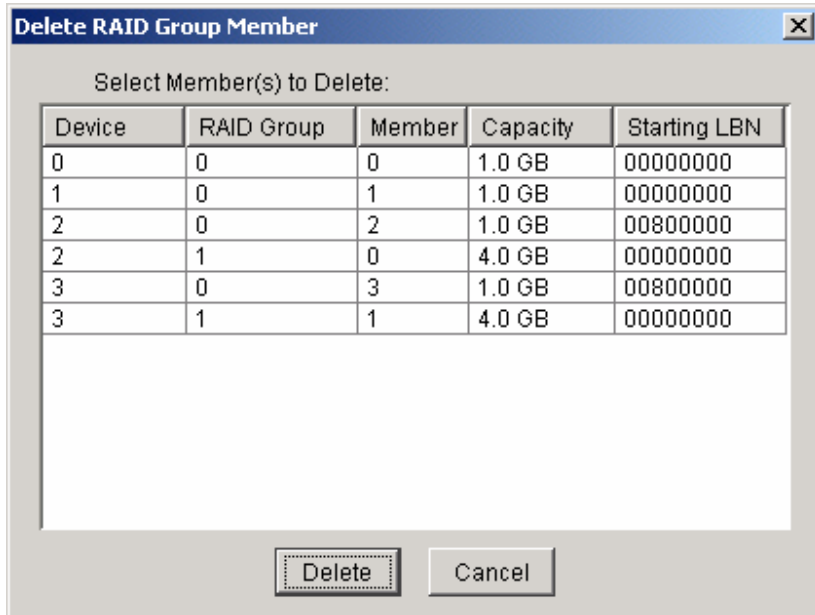 Delete RAID Group Member
Select Member(s) to Delete:
Device RAID Group Member Capacity Starting LBN
0 0 0 1.0 GB 00000000
1 0 1 1.0 GB 00000000
2 0 2 1.0 GB 00800000
2 1 0 4.0 GB 00000000
3 0 3 1.0 GB 00800000
3 1 1 4.0 GB 00000000
Delete Cancel